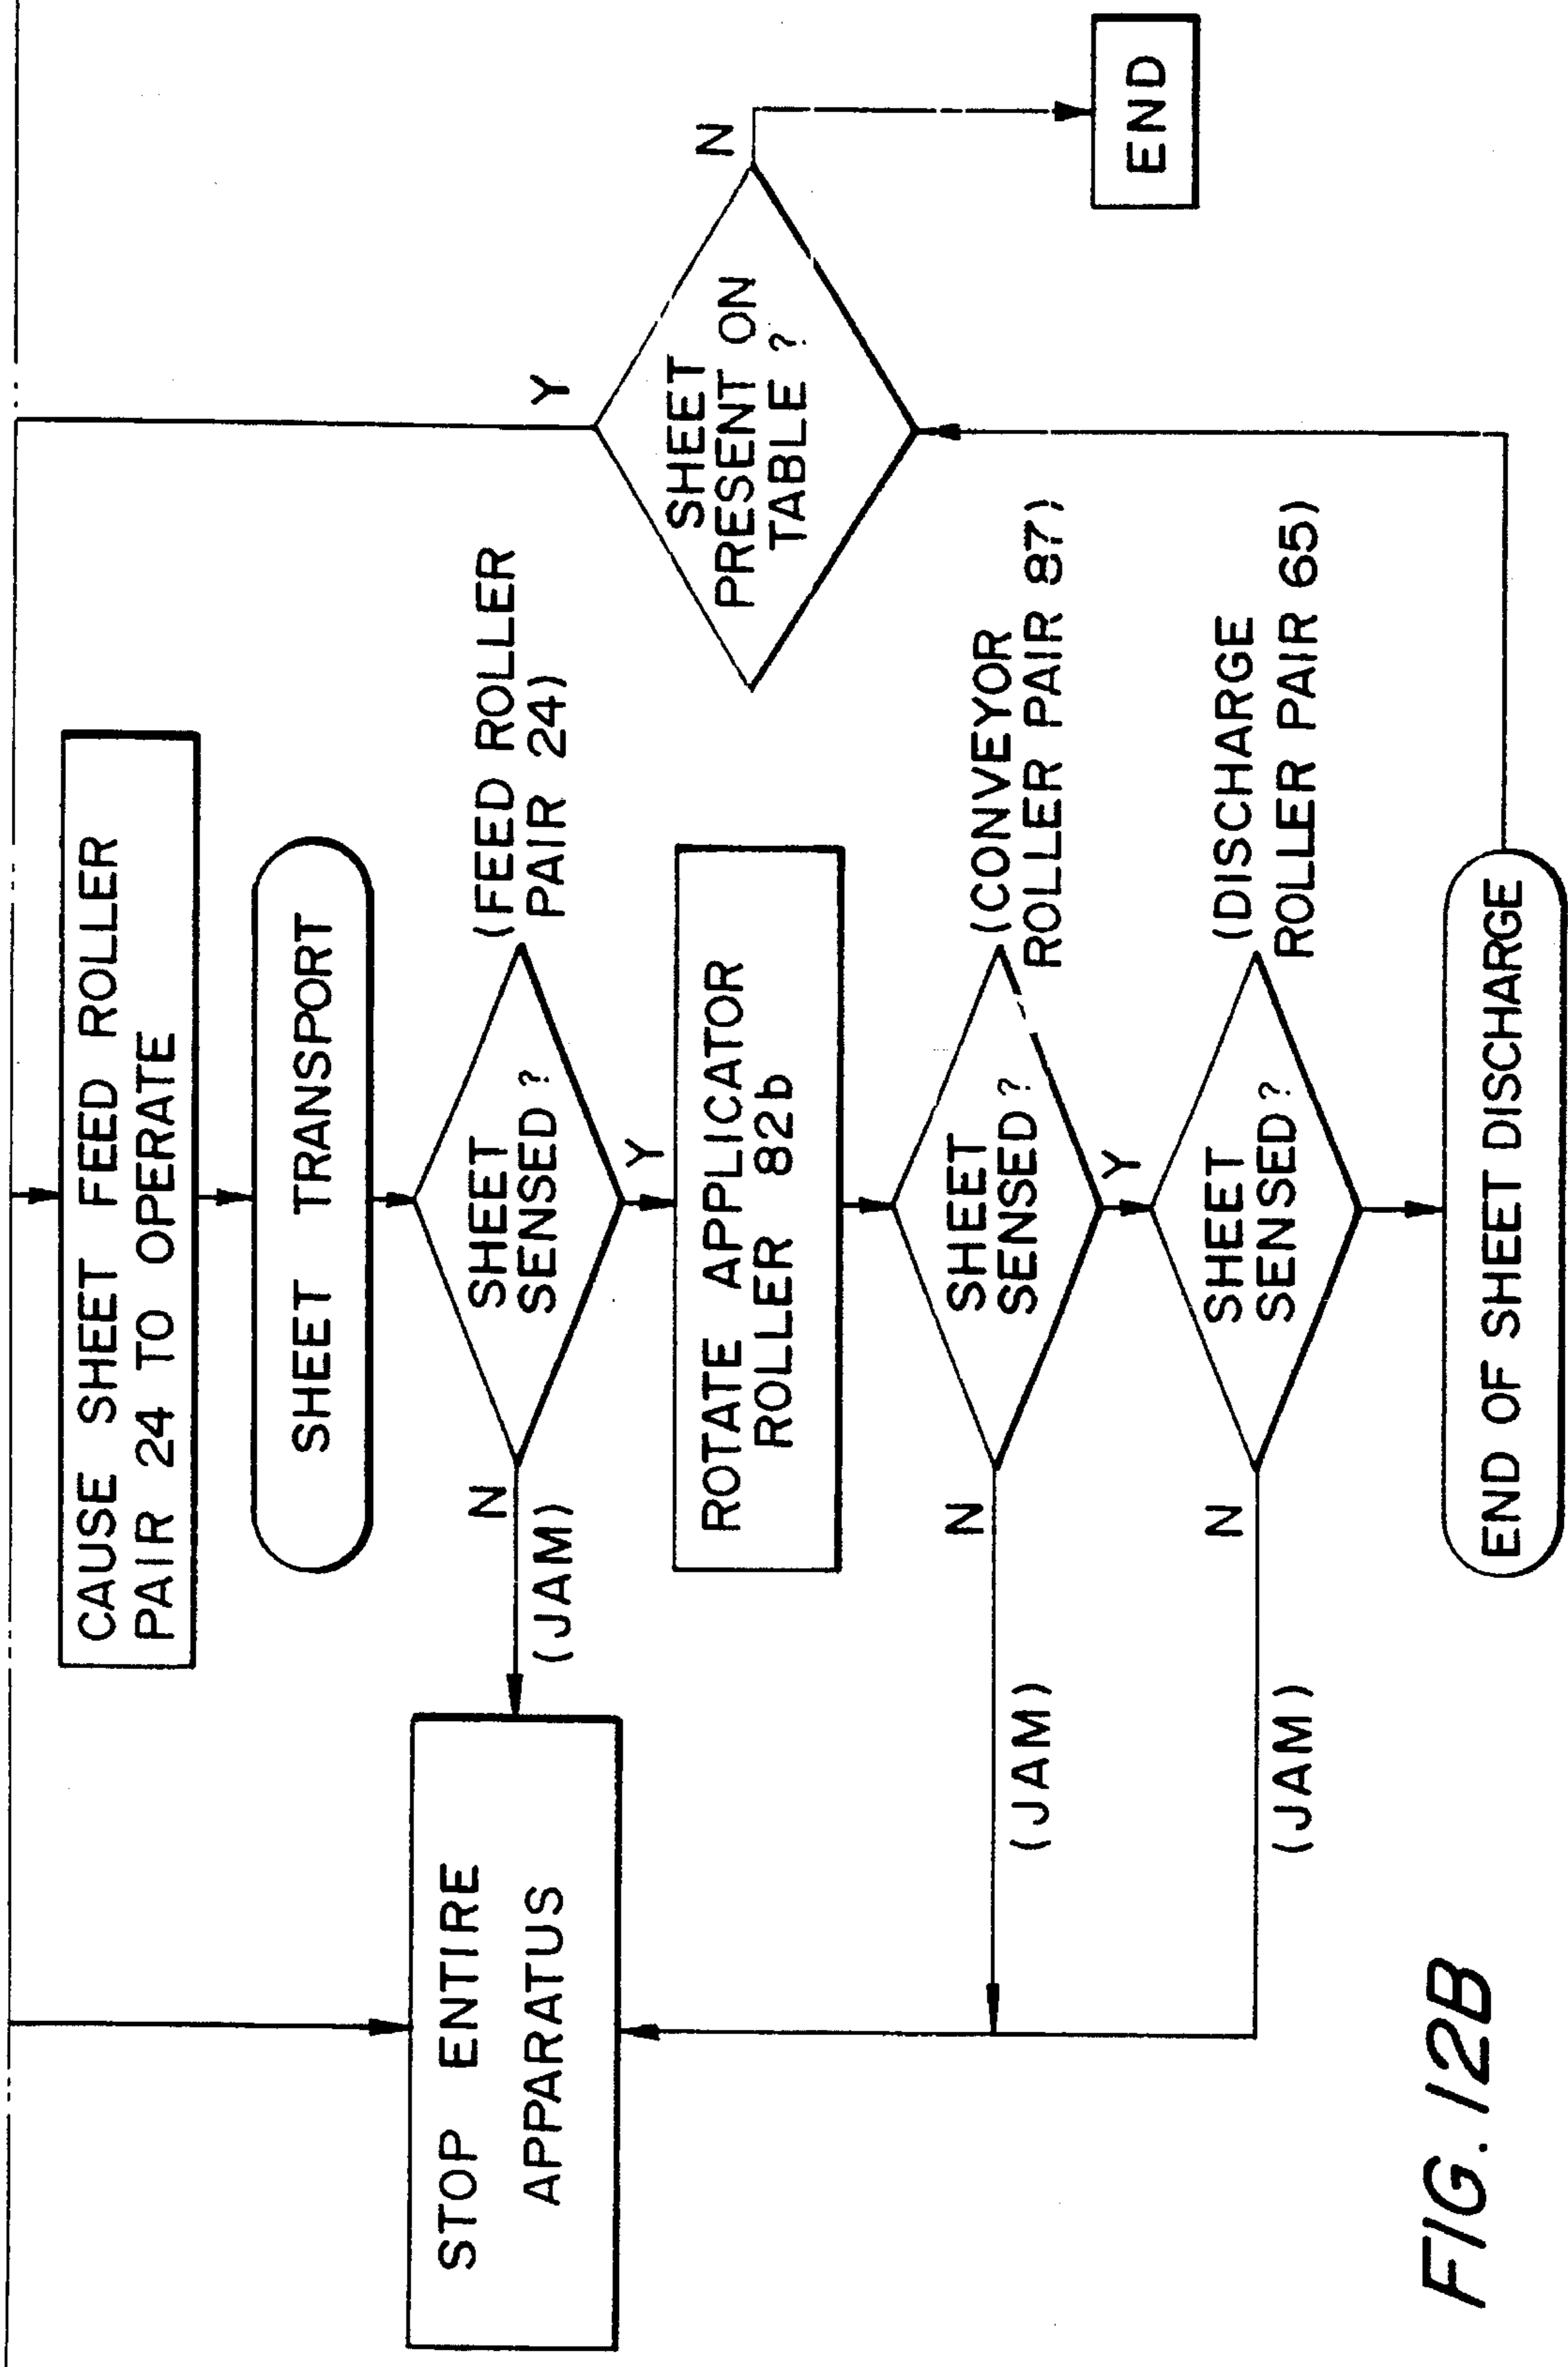 CAUSE SHEET FEED ROLLER
PAIR 24 TO OPERATE
SHEET TRANSPORT
SHEET
SENSED ?
(FEED ROLLER
PAIR 24)
N
(JAM)
Y
STOP ENTIRE
APPARATUS
ROTATE APPLICATOR
ROLLER 82b
SHEET
SENSED ?
(CONVEYOR
ROLLER PAIR 87)
N
(JAM)
Y
SHEET
SENSED ?
(DISCHARGE
ROLLER PAIR 65)
N
(JAM)
END OF SHEET DISCHARGE
SHEET
PRESENT ON
TABLE ?
Y
N
END
FIG. 12B